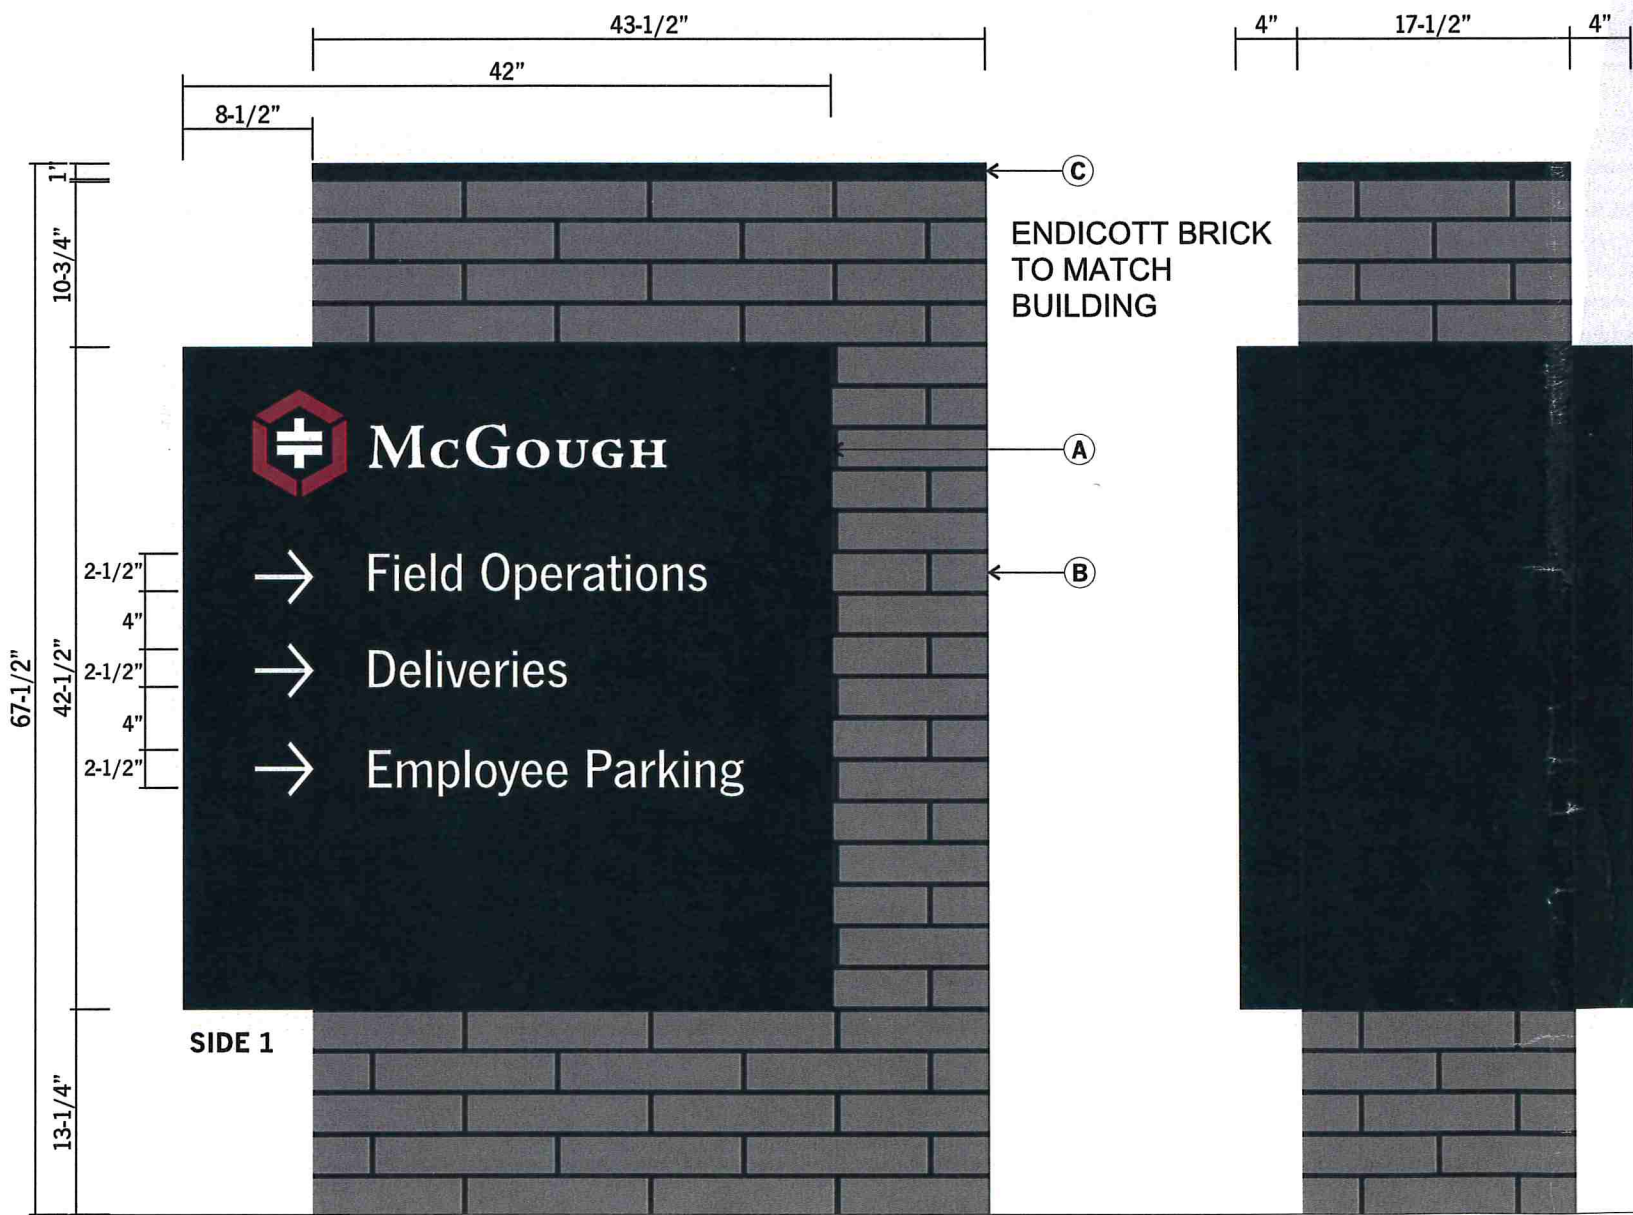 43-1/2”
4”
17-1/2”
4”
42”
8-1/2”
1”
C
10-3/4”
ENDICOTT BRICK
TO MATCH
BUILDING
McGough
A
2-1/2”
Field Operations
B
4”
67-1/2”
42-1/2”
2-1/2”
Deliveries
4”
2-1/2”
Employee Parking
SIDE 1
13-1/4”